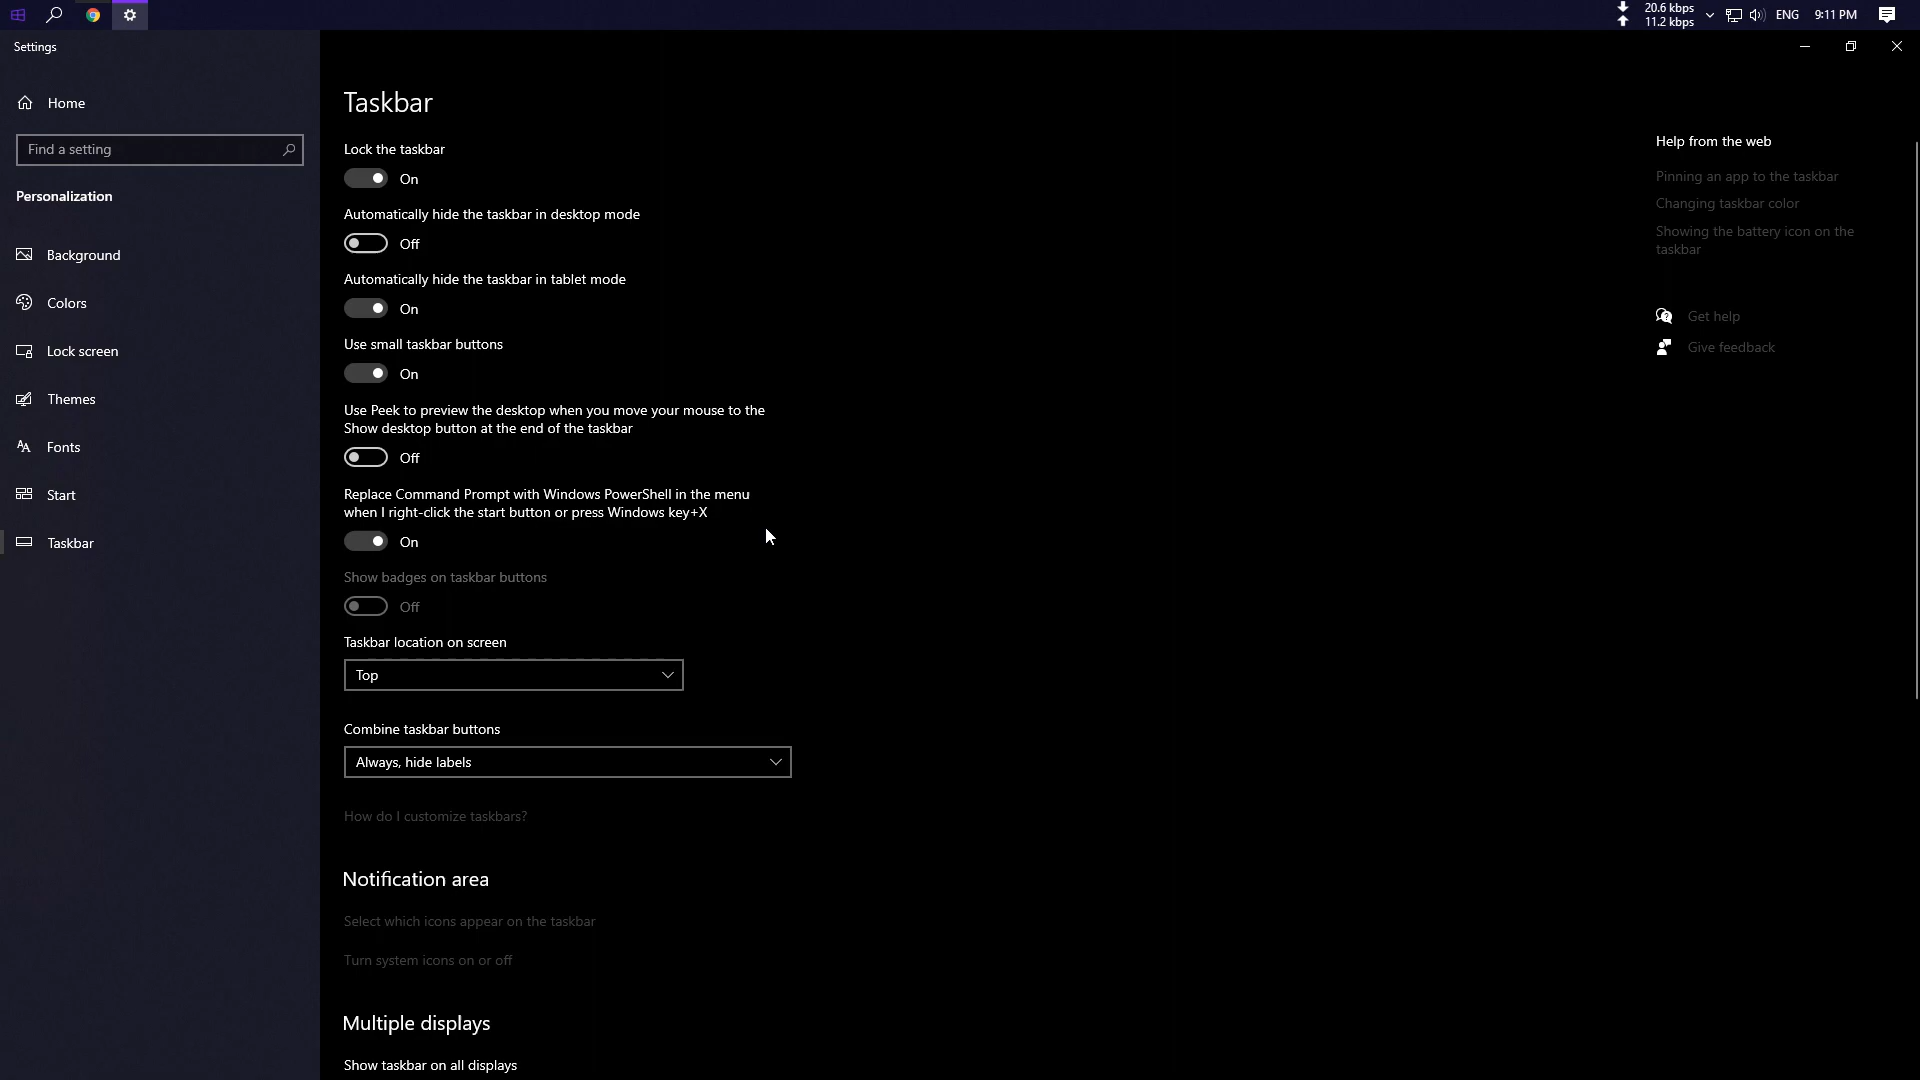 20.6 kbps
11.2 kbps
ENG
9:11 PM
Settings
Home
Find a setting
Personalization
Background
Colors
Lock screen
Themes
Fonts
Start
Taskbar
Taskbar
Lock the taskbar
On
Automatically hide the taskbar in desktop mode
Off
Automatically hide the taskbar in tablet mode
On
Use small taskbar buttons
On
Use Peek to preview the desktop when you move your mouse to the
Show desktop button at the end of the taskbar
Off
Replace Command Prompt with Windows PowerShell in the menu
when I right-click the start button or press Windows key+X
On
Show badges on taskbar buttons
Off
Taskbar location on screen
Top
Combine taskbar buttons
Always, hide labels
How do I customize taskbars?
Notification area
Select which icons appear on the taskbar
Turn system icons on or off
Multiple displays
Show taskbar on all displays
Help from the web
Pinning an app to the taskbar
Changing taskbar color
Showing the battery icon on the
taskbar
Get help
Give feedback